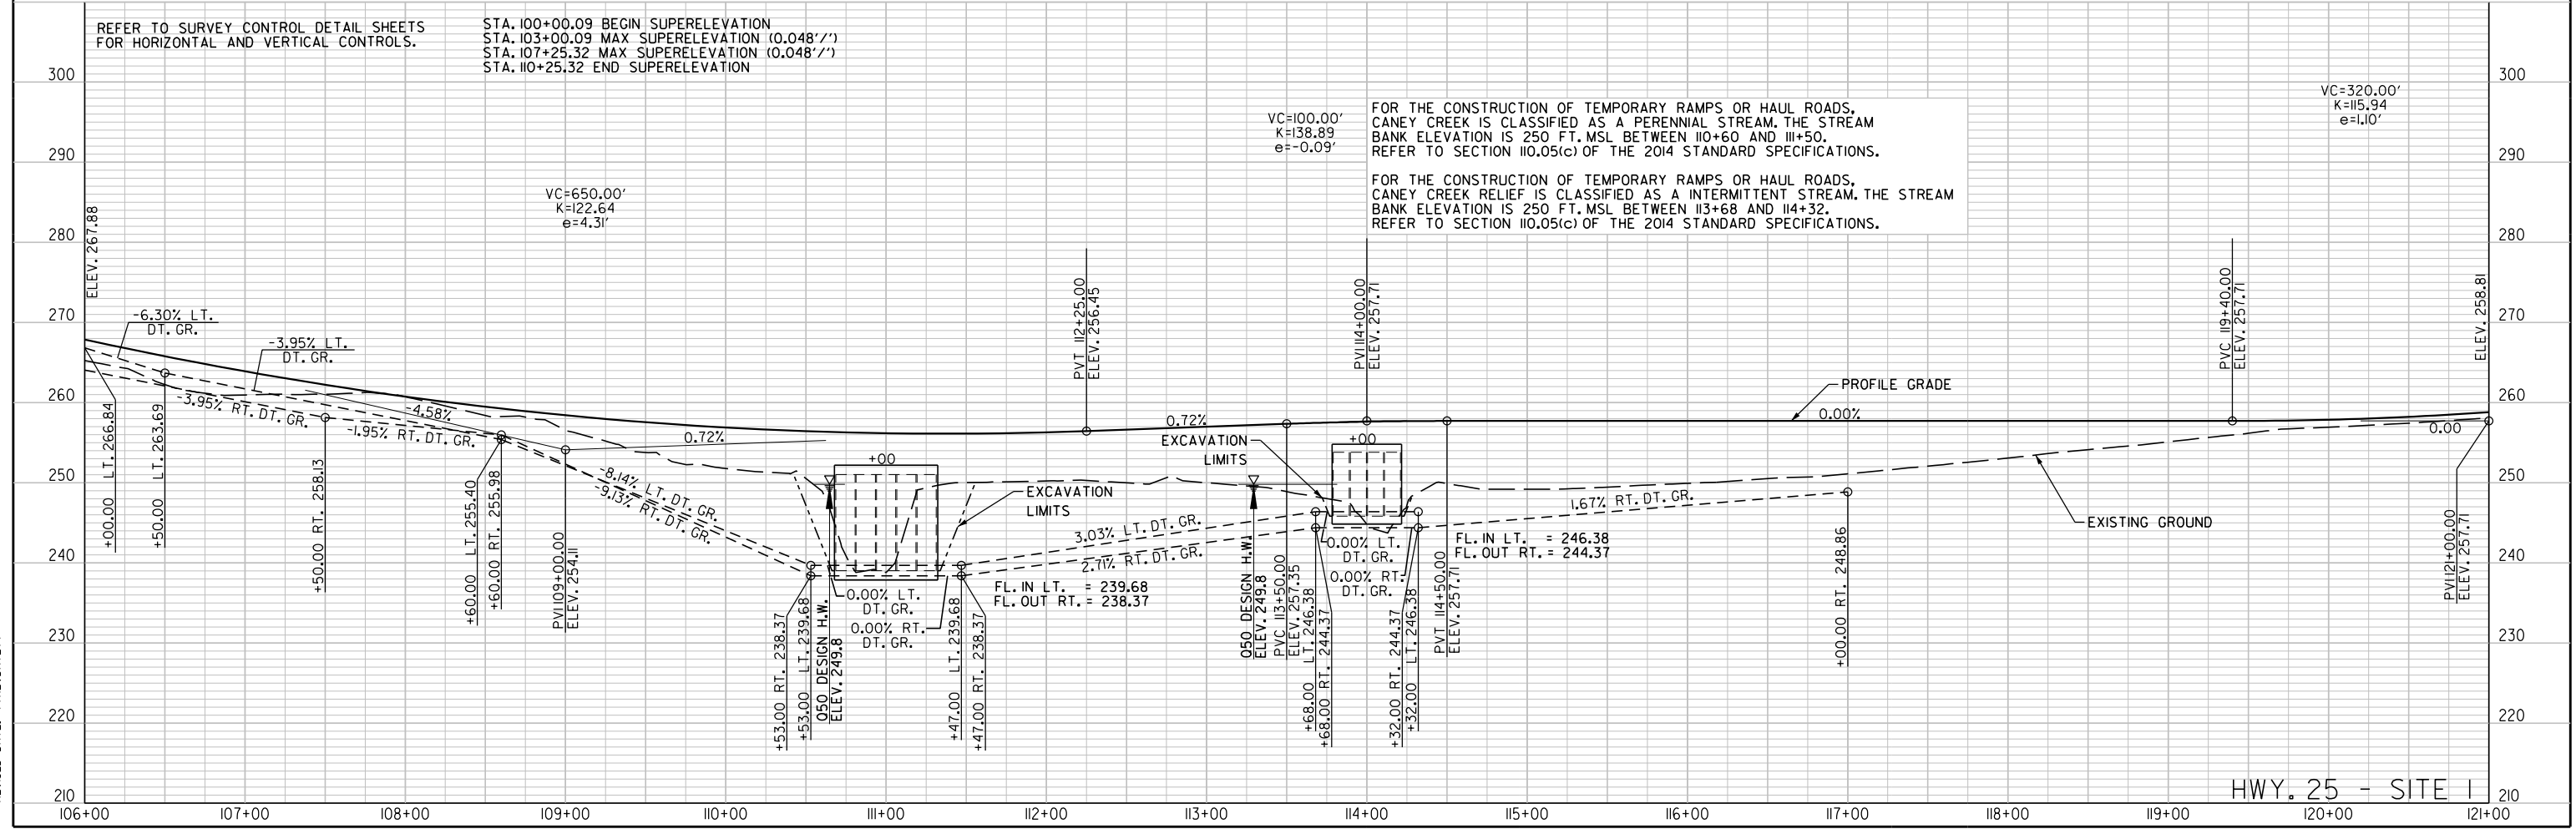 REFER TO SURVEY CONTROL DETAIL SHEETS
FOR HORIZONTAL AND VERTICAL CONTROLS.
STA. 100+00.09 BEGIN SUPERELEVATION
STA. 103+00.09 MAX SUPERELEVATION (0.048'/')
STA. 107+25.32 MAX SUPERELEVATION (0.048'/')
STA. 110+25.32 END SUPERELEVATION
VC=650.00'
K=122.64
e=4.31'
VC=100.00'
K=138.89
e=-0.09'
FOR THE CONSTRUCTION OF TEMPORARY RAMPS OR HAUL ROADS,
CANEY CREEK IS CLASSIFIED AS A PERENNIAL STREAM. THE STREAM
BANK ELEVATION IS 250 FT. MSL BETWEEN 110+60 AND 111+50.
REFER TO SECTION 110.05(c) OF THE 2014 STANDARD SPECIFICATIONS.
FOR THE CONSTRUCTION OF TEMPORARY RAMPS OR HAUL ROADS,
CANEY CREEK RELIEF IS CLASSIFIED AS A INTERMITTENT STREAM. THE STREAM
BANK ELEVATION IS 250 FT. MSL BETWEEN 113+68 AND 114+32.
REFER TO SECTION 110.05(c) OF THE 2014 STANDARD SPECIFICATIONS.
VC=320.00'
K=115.94
e=1.10'
300
290
280
270
260
250
240
230
220
210
300
290
280
270
260
250
240
230
220
210
ELEV. 267.88
-6.30% LT.
DT. GR.
-3.95% LT.
DT. GR.
-3.95% RT. DT. GR.
-1.95% RT. DT. GR.
-4.58%
0.72%
-8.14% LT. DT. GR.
-9.13% RT. DT. GR.
+00.00 LT. 266.84
+50.00 LT. 263.69
+50.00 RT. 258.13
+60.00 LT. 255.40
+60.00 RT. 255.98
PVI 109+00.00
ELEV. 254.11
+00
EXCAVATION
LIMITS
0.00% LT.
DT. GR.
0.00% RT.
DT. GR.
FL. IN LT. = 239.68
FL. OUT RT. = 238.37
+53.00 RT. 238.37
+53.00 LT. 239.68
Q50 DESIGN H.W.
ELEV. 249.8
+47.00 LT. 239.68
+47.00 RT. 238.37
PVT 112+25.00
ELEV. 256.45
0.72%
3.03% LT. DT. GR.
2.71% RT. DT. GR.
EXCAVATION
LIMITS
Q50 DESIGN H.W.
ELEV. 249.8
PVC 113+50.00
ELEV. 257.35
+68.00 LT. 246.38
+68.00 RT. 244.37
PVI 114+00.00
ELEV. 257.71
+00
0.00% LT.
DT. GR.
0.00% RT.
DT. GR.
+32.00 RT. 244.37
+32.00 LT. 246.38
PVT 114+50.00
ELEV. 257.71
FL. IN LT. = 246.38
FL. OUT RT. = 244.37
1.67% RT. DT. GR.
PROFILE GRADE
0.00%
+00.00 RT. 248.86
EXISTING GROUND
PVC 119+40.00
ELEV. 257.71
ELEV. 258.81
0.00
PVI 121+00.00
ELEV. 257.71
HWY. 25 - SITE 1
106+00
107+00
108+00
109+00
110+00
111+00
112+00
113+00
114+00
115+00
116+00
117+00
118+00
119+00
120+00
121+00